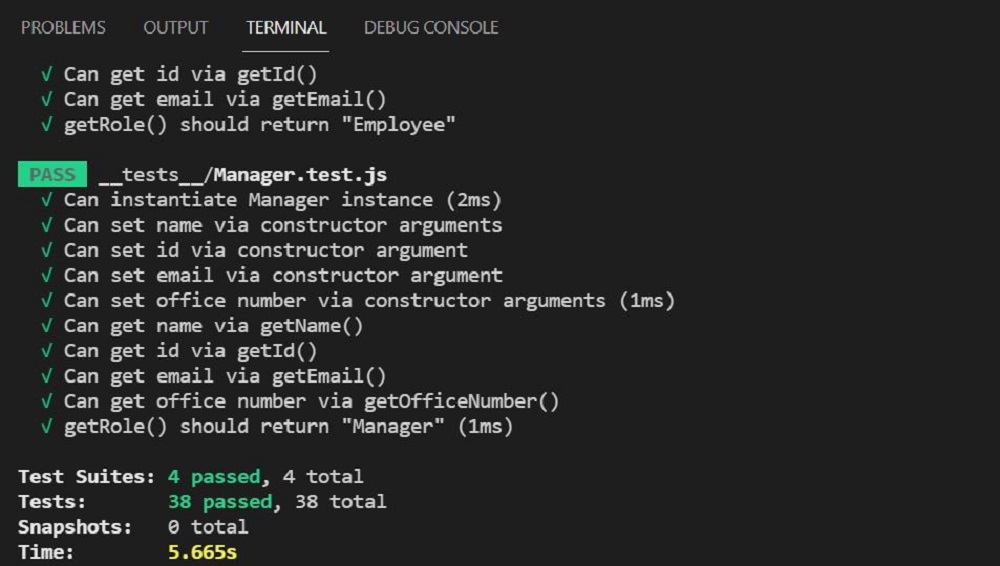 PROBLEMS OUTPUT TERMINAL DEBUG CONSOLE
√ Can get id via getId()
√ Can get email via getEmail()
√ getRole() should return "Employee"
PASS __tests__/Manager.test.js
√ Can instantiate Manager instance (2ms)
√ Can set name via constructor arguments
√ Can set id via constructor argument
√ Can set email via constructor argument
√ Can set office number via constructor arguments (1ms)
√ Can get name via getName()
√ Can get id via getId()
√ Can get email via getEmail()
√ Can get office number via getOfficeNumber()
√ getRole() should return "Manager" (1ms)
Test Suites: 4 passed, 4 total
Tests: 38 passed, 38 total
Snapshots: 0 total
Time: 5.665s